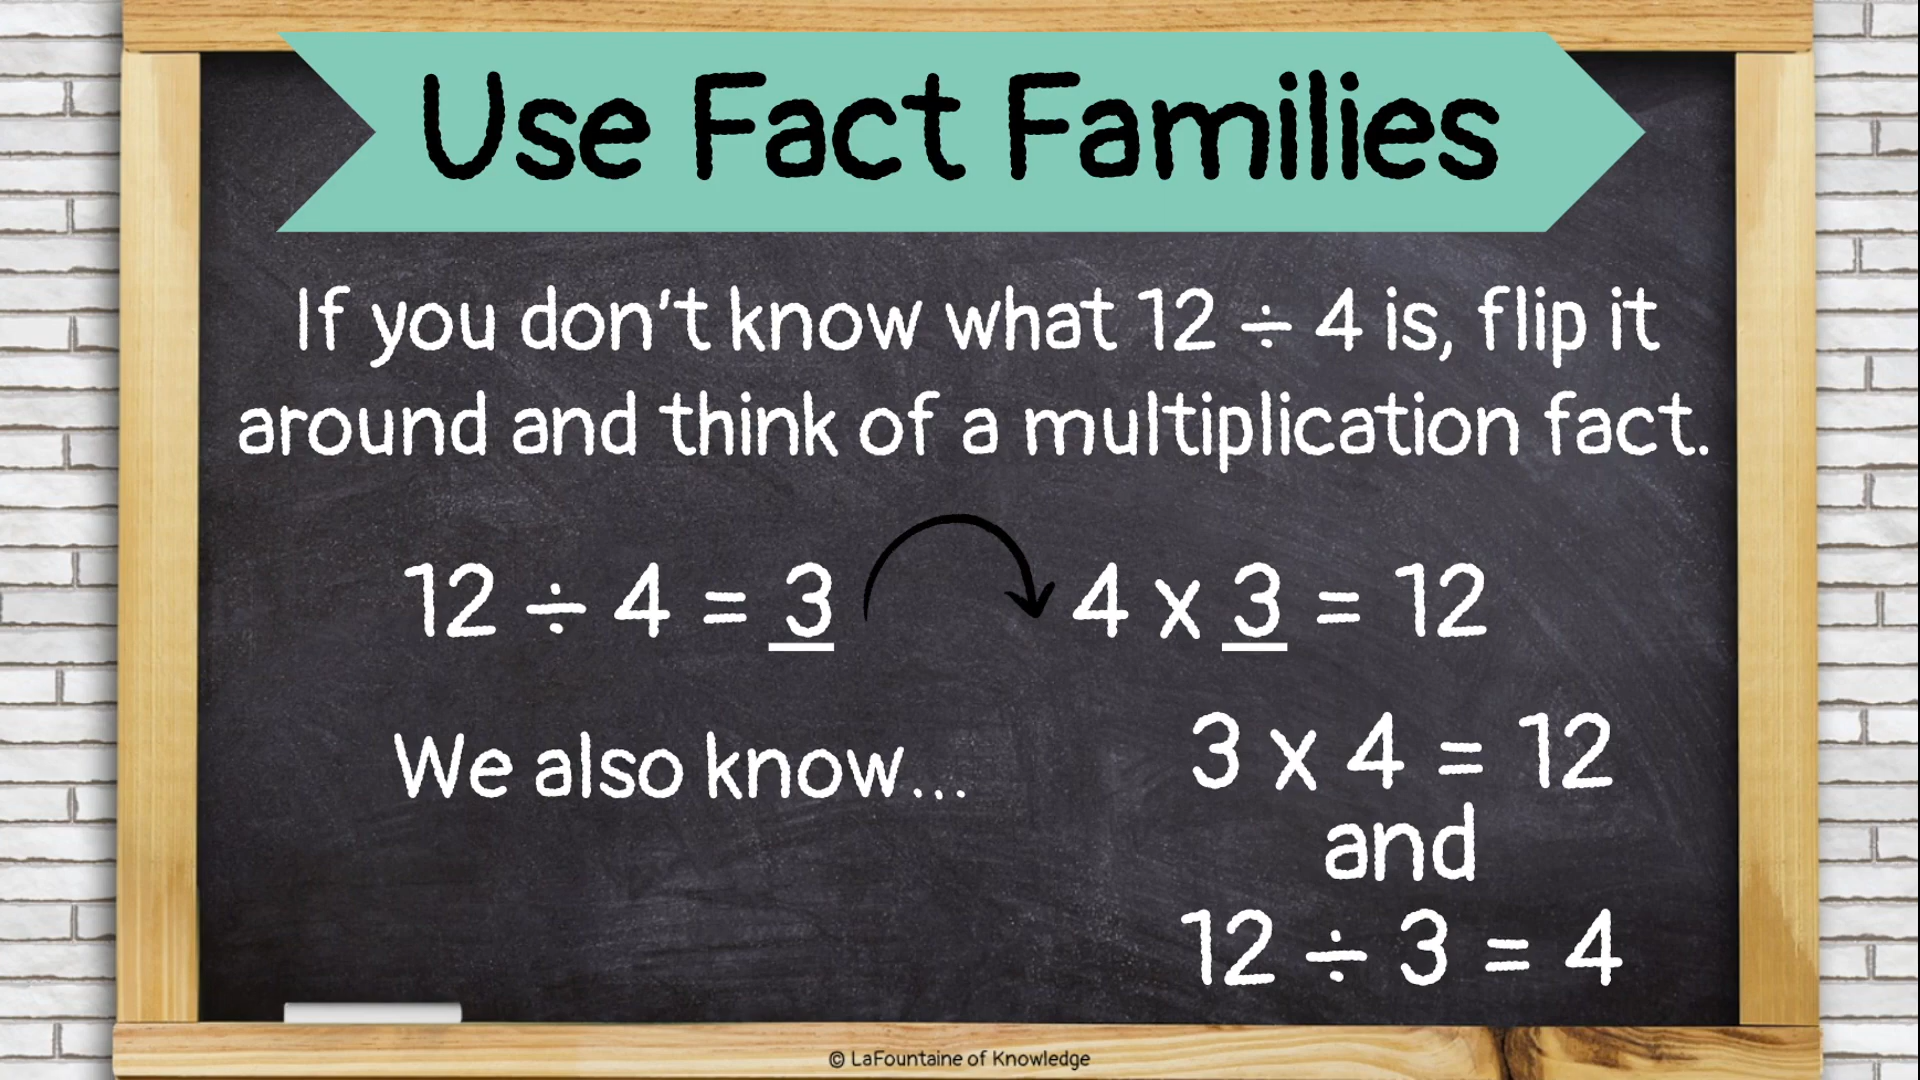 Use Fact Families
If you don't know what 12 ÷ 4 is, flip it
around and think of a multiplication fact.
12 ÷ 4 = 3
4 x 3 = 12
We also know...
3 x 4 = 12
and
12 ÷ 3 = 4
© LaFountaine of Knowledge